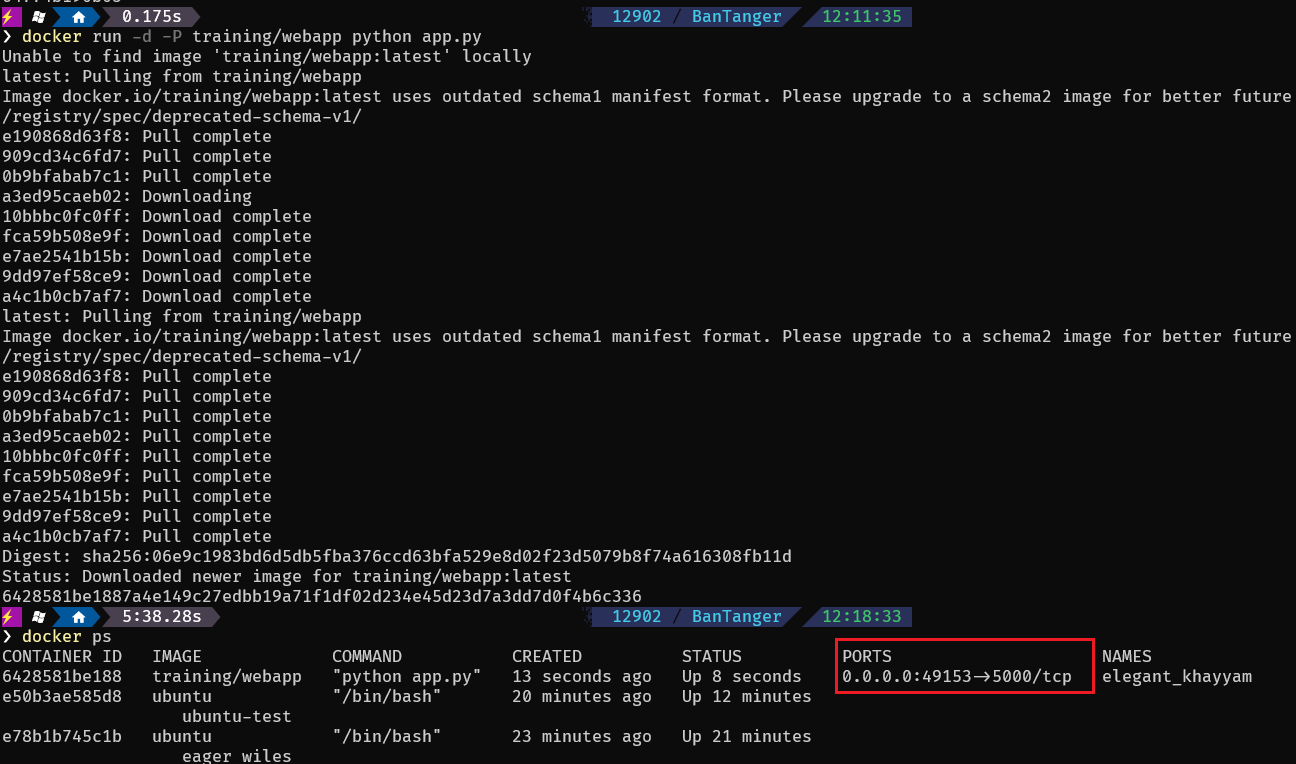 0.175s 12902 / BanTanger 12:11:35
❯ docker run -d -P training/webapp python app.py
Unable to find image 'training/webapp:latest' locally
latest: Pulling from training/webapp
Image docker.io/training/webapp:latest uses outdated schema1 manifest format. Please upgrade to a schema2 image for better future
/registry/spec/deprecated-schema-v1/
e190868d63f8: Pull complete
909cd34c6fd7: Pull complete
0b9bfabab7c1: Pull complete
a3ed95caeb02: Downloading
10bbbc0fc0ff: Download complete
fca59b508e9f: Download complete
e7ae2541b15b: Download complete
9dd97ef58ce9: Download complete
a4c1b0cb7af7: Download complete
latest: Pulling from training/webapp
Image docker.io/training/webapp:latest uses outdated schema1 manifest format. Please upgrade to a schema2 image for better future
/registry/spec/deprecated-schema-v1/
e190868d63f8: Pull complete
909cd34c6fd7: Pull complete
0b9bfabab7c1: Pull complete
a3ed95caeb02: Pull complete
10bbbc0fc0ff: Pull complete
fca59b508e9f: Pull complete
e7ae2541b15b: Pull complete
9dd97ef58ce9: Pull complete
a4c1b0cb7af7: Pull complete
Digest: sha256:06e9c1983bd6d5db5fba376ccd63bfa529e8d02f23d5079b8f74a616308fb11d
Status: Downloaded newer image for training/webapp:latest
6428581be1887a4e149c27edbb19a71f1df02d234e45d23d7a3dd7d0f4b6c336
5:38.28s 12902 / BanTanger 12:18:33
❯ docker ps
CONTAINER ID IMAGE COMMAND CREATED STATUS PORTS NAMES
6428581be188 training/webapp "python app.py" 13 seconds ago Up 8 seconds 0.0.0.0:49153->5000/tcp elegant_khayyam
e50b3ae585d8 ubuntu "/bin/bash" 20 minutes ago Up 12 minutes
ubuntu-test
e78b1b745c1b ubuntu "/bin/bash" 23 minutes ago Up 21 minutes
eager_wiles